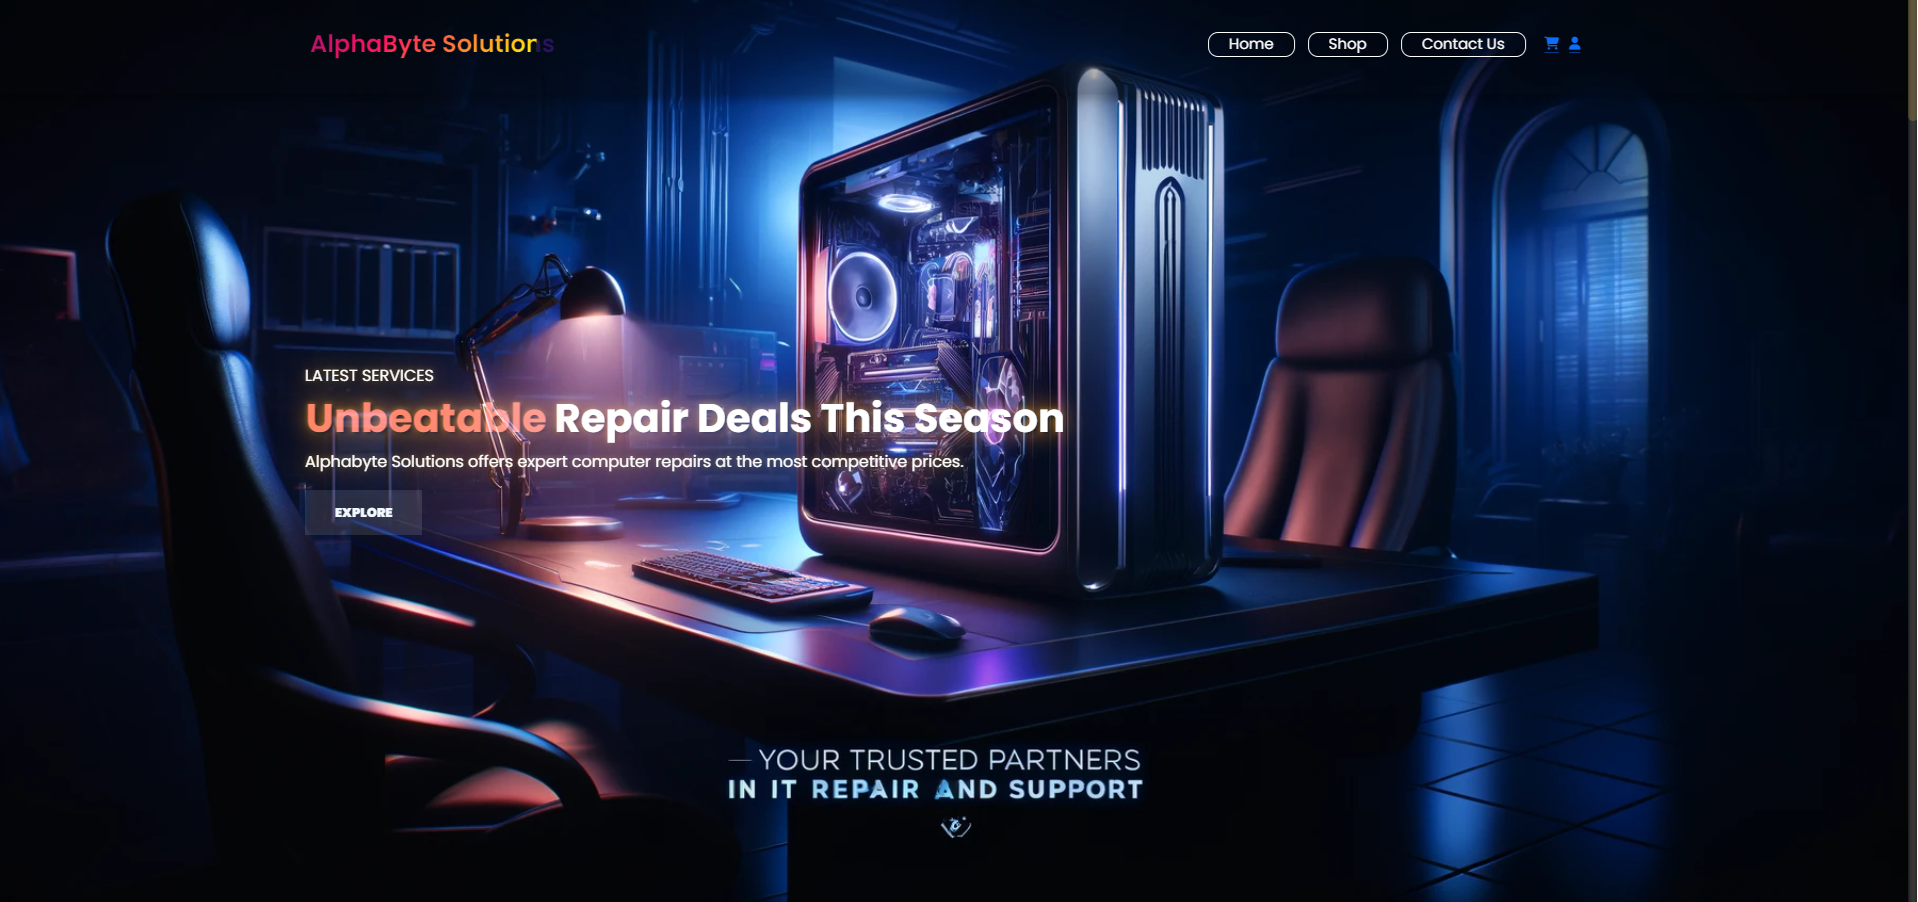 AlphaByte Solutions
Home
Shop
Contact Us
LATEST SERVICES
Unbeatable Repair Deals This Season
Alphabyte Solutions offers expert computer repairs at the most competitive prices.
EXPLORE
— YOUR TRUSTED PARTNERS
IN IT REPAIR AND SUPPORT